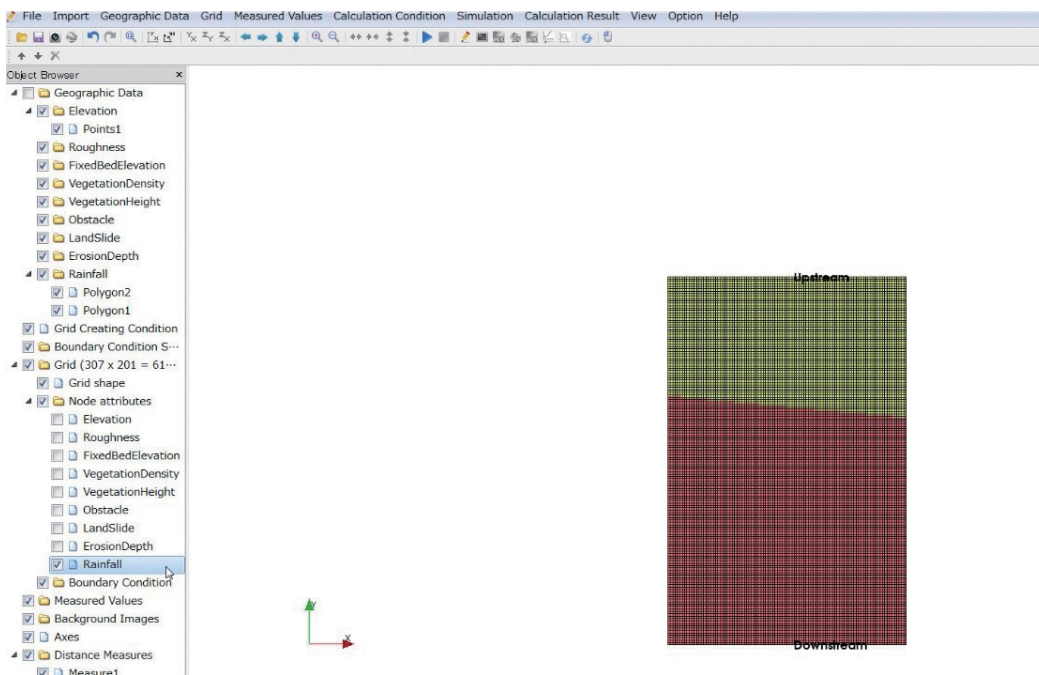 File Import Geographic Data Grid Measured Values Calculation Condition Simulation Calculation Result View Option Help
Object Browser
Geographic Data
Elevation
Points1
Roughness
FixedBedElevation
VegetationDensity
VegetationHeight
Obstacle
LandSlide
ErosionDepth
Rainfall
Polygon2
Polygon1
Grid Creating Condition
Boundary Condition S...
Grid (307 x 201 = 61...
Grid shape
Node attributes
Elevation
Roughness
FixedBedElevation
VegetationDensity
VegetationHeight
Obstacle
LandSlide
ErosionDepth
Rainfall
Boundary Condition
Measured Values
Background Images
Axes
Distance Measures
Measure1
Upstream
Y
X
Downstream